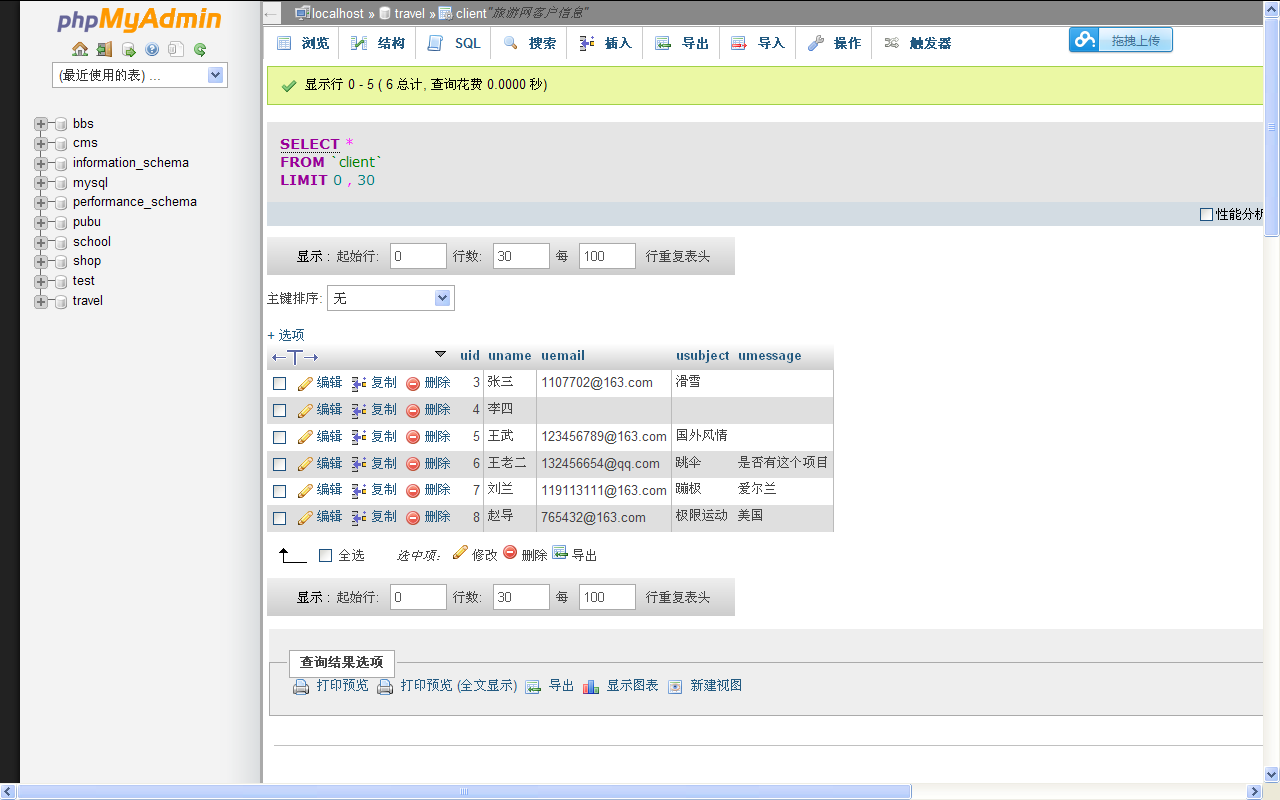 phpMyAdmin
(最近使用的表) ...
bbs
cms
information_schema
mysql
performance_schema
pubu
school
shop
test
travel
localhost » travel » client "旅游网客户信息"
浏览 结构 SQL 搜索 插入 导出 导入 操作 触发器
拖拽上传
显示行 0 - 5 ( 6 总计, 查询花费 0.0000 秒)
SELECT *
FROM `client`
LIMIT 0 , 30
性能分析
显示 : 起始行: 0 行数: 30 每 100 行重复表头
主键排序: 无
+ 选项
←T→ uid uname uemail usubject umessage
编辑 复制 删除 3 张三 1107702@163.com 滑雪
编辑 复制 删除 4 李四
编辑 复制 删除 5 王武 123456789@163.com 国外风情
编辑 复制 删除 6 王老二 132456654@qq.com 跳伞 是否有这个项目
编辑 复制 删除 7 刘兰 119113111@163.com 蹦极 爱尔兰
编辑 复制 删除 8 赵导 765432@163.com 极限运动 美国
全选 选中项: 修改 删除 导出
显示 : 起始行: 0 行数: 30 每 100 行重复表头
查询结果选项
打印预览 打印预览 (全文显示) 导出 显示图表 新建视图